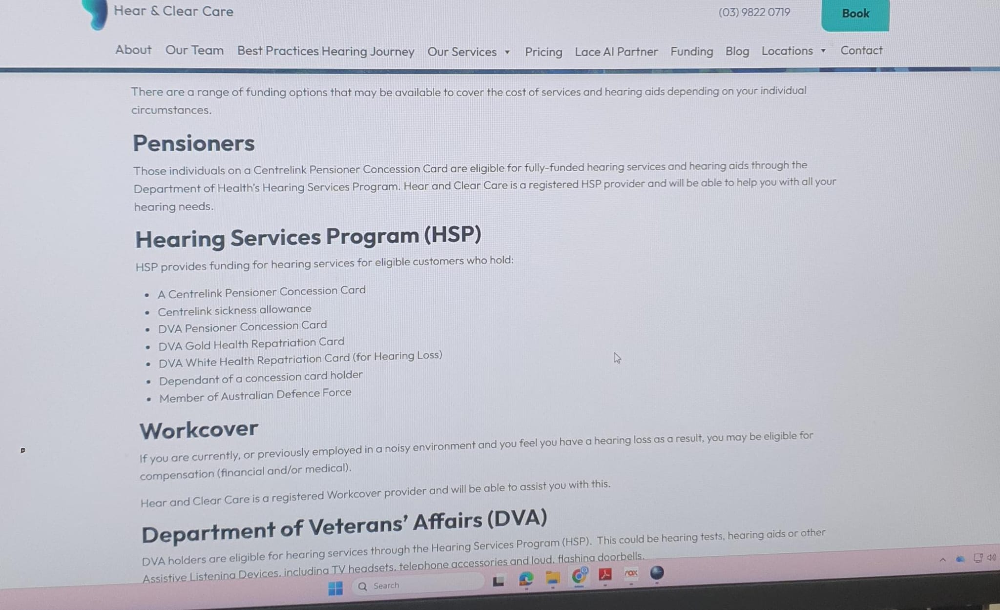 Hear & Clear Care
(03) 9822 0719
Book
About Our Team Best Practices Hearing Journey Our Services Pricing Lace AI Partner Funding Blog Locations Contact
There are a range of funding options that may be available to cover the cost of services and hearing aids depending on your individual
circumstances.
Pensioners
Those individuals on a Centrelink Pensioner Concession Card are eligible for fully-funded hearing services and hearing aids through the
Department of Health's Hearing Services Program. Hear and Clear Care is a registered HSP provider and will be able to help you with all your
hearing needs.
Hearing Services Program (HSP)
HSP provides funding for hearing services for eligible customers who hold:
• A Centrelink Pensioner Concession Card
• Centrelink sickness allowance
• DVA Pensioner Concession Card
• DVA Gold Health Repatriation Card
• DVA White Health Repatriation Card (for Hearing Loss)
• Dependant of a concession card holder
• Member of Australian Defence Force
Workcover
If you are currently, or previously employed in a noisy environment and you feel you have a hearing loss as a result, you may be eligible for
compensation (financial and/or medical).
Hear and Clear Care is a registered Workcover provider and will be able to assist you with this.
Department of Veterans' Affairs (DVA)
DVA holders are eligible for hearing services through the Hearing Services Program (HSP). This could be hearing tests, hearing aids or other
Assistive Listening Devices, including TV headsets, telephone accessories and loud, flashing doorbells.
Search
FOX
B